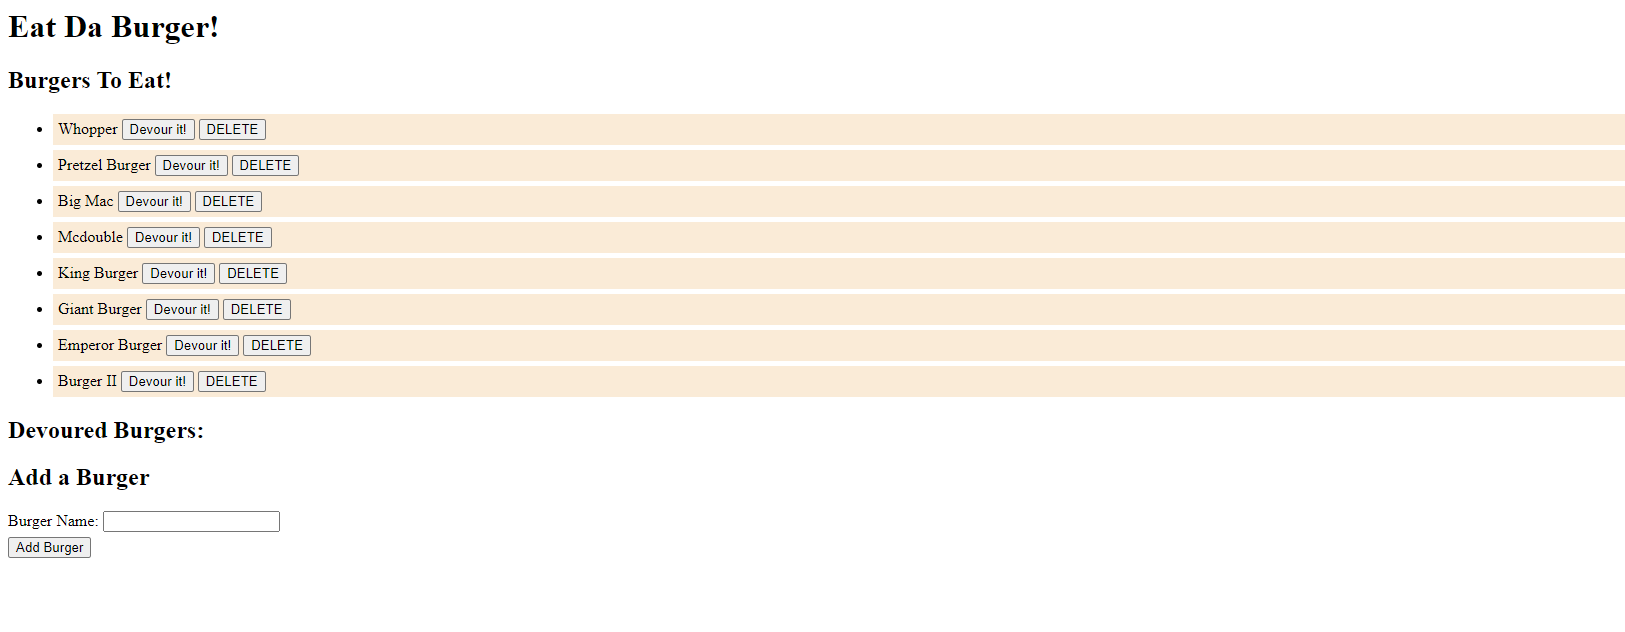 Eat Da Burger!
Burgers To Eat!
Whopper Devour it! DELETE
Pretzel Burger Devour it! DELETE
Big Mac Devour it! DELETE
Mcdouble Devour it! DELETE
King Burger Devour it! DELETE
Giant Burger Devour it! DELETE
Emperor Burger Devour it! DELETE
Burger II Devour it! DELETE
Devoured Burgers:
Add a Burger
Burger Name:
Add Burger